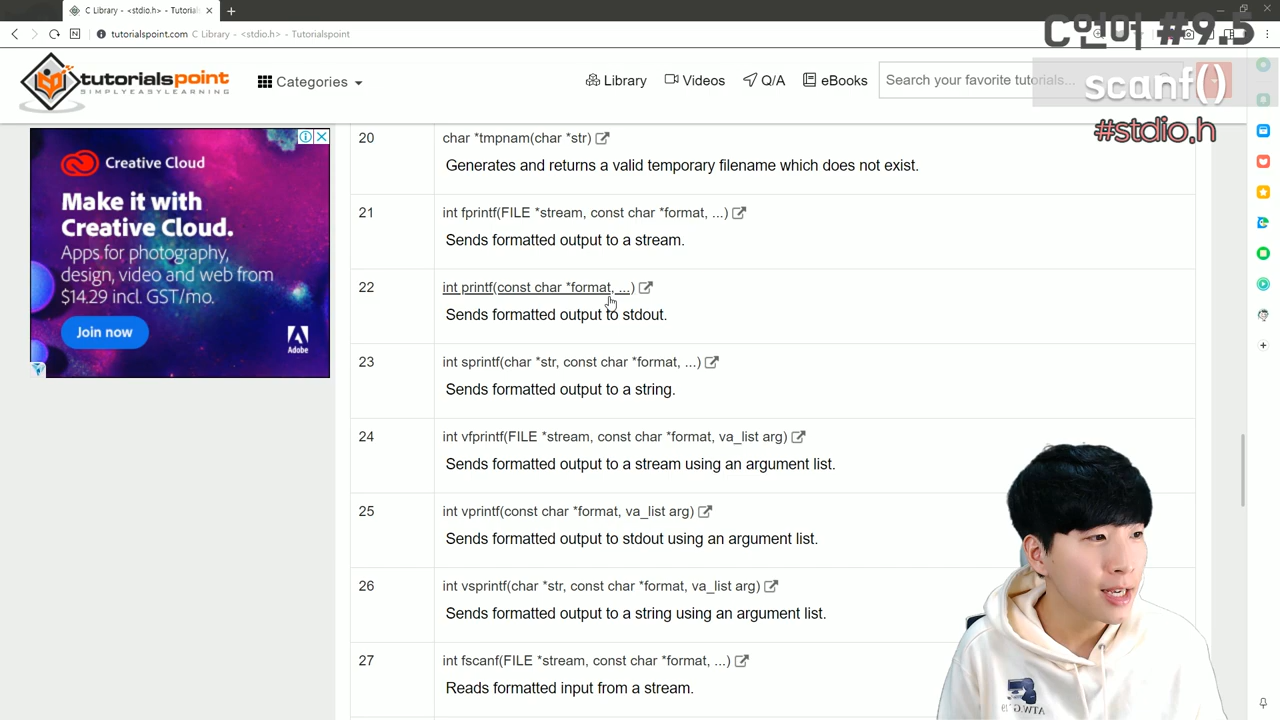 C Library - <stdio.h> - Tutorials
tutorialspoint.com C Library - <stdio.h> - Tutorialspoint
C언어 #9.5
scanf()
#stdio.h
tutorialspoint
SIMPLYEASYLEARNING
Categories
Library
Videos
Q/A
eBooks
Search your favorite tutorials...
Creative Cloud
Make it with
Creative Cloud.
Apps for photography,
design, video and web from
$14.29 incl. GST/mo.
Join now
Adobe
20 char *tmpnam(char *str)
Generates and returns a valid temporary filename which does not exist.
21 int fprintf(FILE *stream, const char *format, ...)
Sends formatted output to a stream.
22 int printf(const char *format, ...)
Sends formatted output to stdout.
23 int sprintf(char *str, const char *format, ...)
Sends formatted output to a string.
24 int vfprintf(FILE *stream, const char *format, va_list arg)
Sends formatted output to a stream using an argument list.
25 int vprintf(const char *format, va_list arg)
Sends formatted output to stdout using an argument list.
26 int vsprintf(char *str, const char *format, va_list arg)
Sends formatted output to a string using an argument list.
27 int fscanf(FILE *stream, const char *format, ...)
Reads formatted input from a stream.